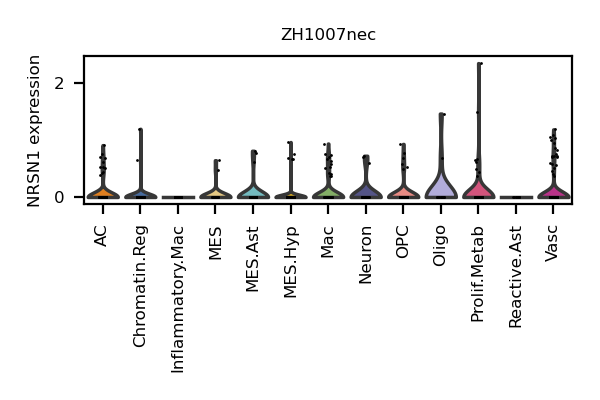 ZH1007nec
NRSN1 expression
2
0
AC
Chromatin.Reg
Inflammatory.Mac
MES
MES.Ast
MES.Hyp
Mac
Neuron
OPC
Oligo
Prolif.Metab
Reactive.Ast
Vasc